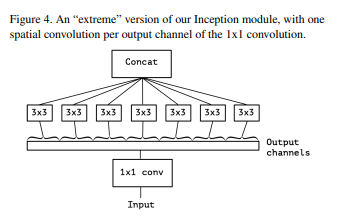 Figure 4. An “extreme” version of our Inception module, with one
spatial convolution per output channel of the 1x1 convolution.
Concat
3x3 3x3 3x3 3x3 3x3 3x3 3x3
Output
channels
1x1 conv
Input